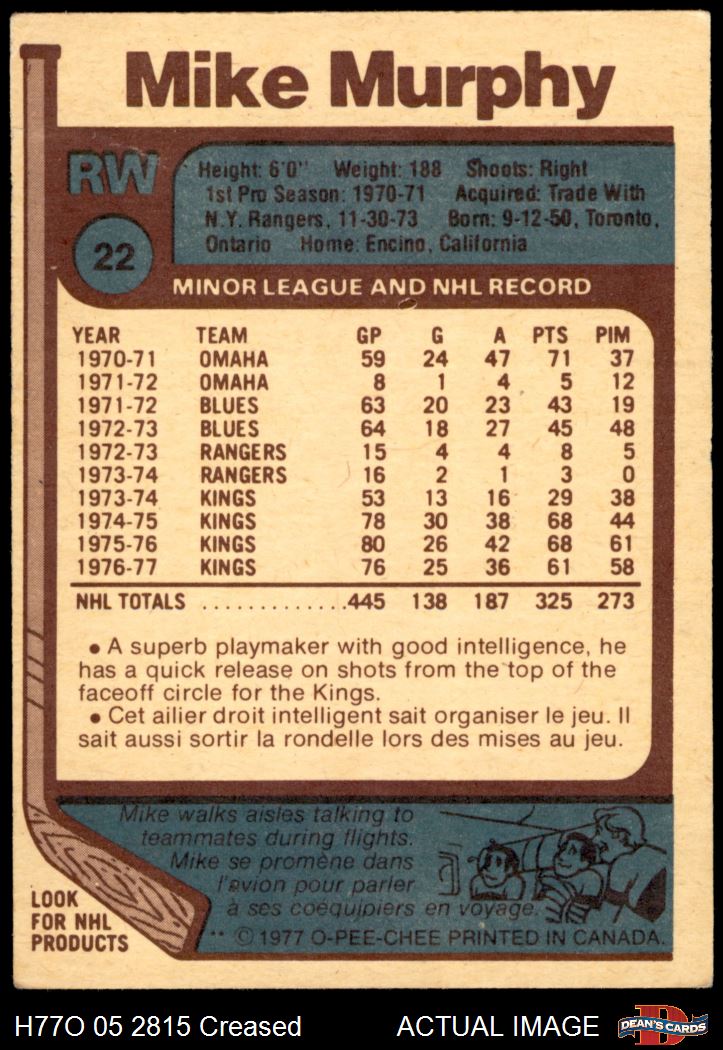 Mike Murphy
RW
22
Height: 6'0" Weight: 188 Shoots: Right
1st Pro Season: 1970-71 Acquired: Trade With
N.Y. Rangers, 11-30-73 Born: 9-12-50, Toronto,
Ontario Home: Encino, California
MINOR LEAGUE AND NHL RECORD
YEAR TEAM GP G A PTS PIM
1970-71 OMAHA 59 24 47 71 37
1971-72 OMAHA 8 1 4 5 12
1971-72 BLUES 63 20 23 43 19
1972-73 BLUES 64 18 27 45 48
1972-73 RANGERS 15 4 4 8 5
1973-74 RANGERS 16 2 1 3 0
1973-74 KINGS 53 13 16 29 38
1974-75 KINGS 78 30 38 68 44
1975-76 KINGS 80 26 42 68 61
1976-77 KINGS 76 25 36 61 58
NHL TOTALS .............445 138 187 325 273
• A superb playmaker with good intelligence, he
has a quick release on shots from the top of the
faceoff circle for the Kings.
• Cet ailier droit intelligent sait organiser le jeu. Il
sait aussi sortir la rondelle lors des mises au jeu.
Mike walks aisles talking to
teammates during flights.
Mike se promène dans
l'avion pour parler
à ses coéquipiers en voyage.
LOOK
FOR NHL
PRODUCTS
** © 1977 O-PEE-CHEE PRINTED IN CANADA.
H77O 05 2815 Creased ACTUAL IMAGE
D
DEAN'S CARDS